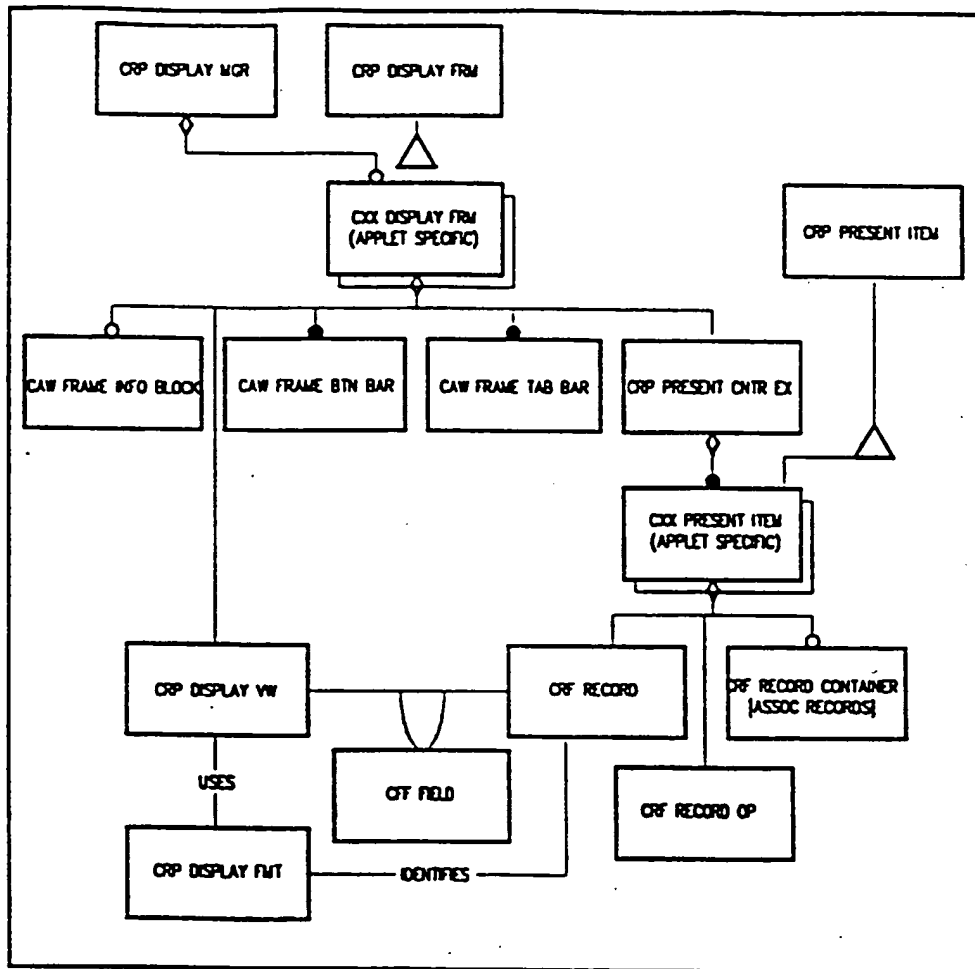 CRP DISPLAY MGR
CRP DISPLAY FRM
CXX DISPLAY FRM
(APPLET SPECIFIC)
CRP PRESENT ITEM
CAW FRAME INFO BLOCK
CAW FRAME BTN BAR
CAW FRAME TAB BAR
CRP PRESENT CNTR EX
CXX PRESENT ITEM
(APPLET SPECIFIC)
CRP DISPLAY VW
CRF RECORD
CRF RECORD CONTAINER
[ASSOC RECORDS]
USES
CFF FIELD
CRF RECORD OP
CRP DISPLAY FMT
IDENTIFIES